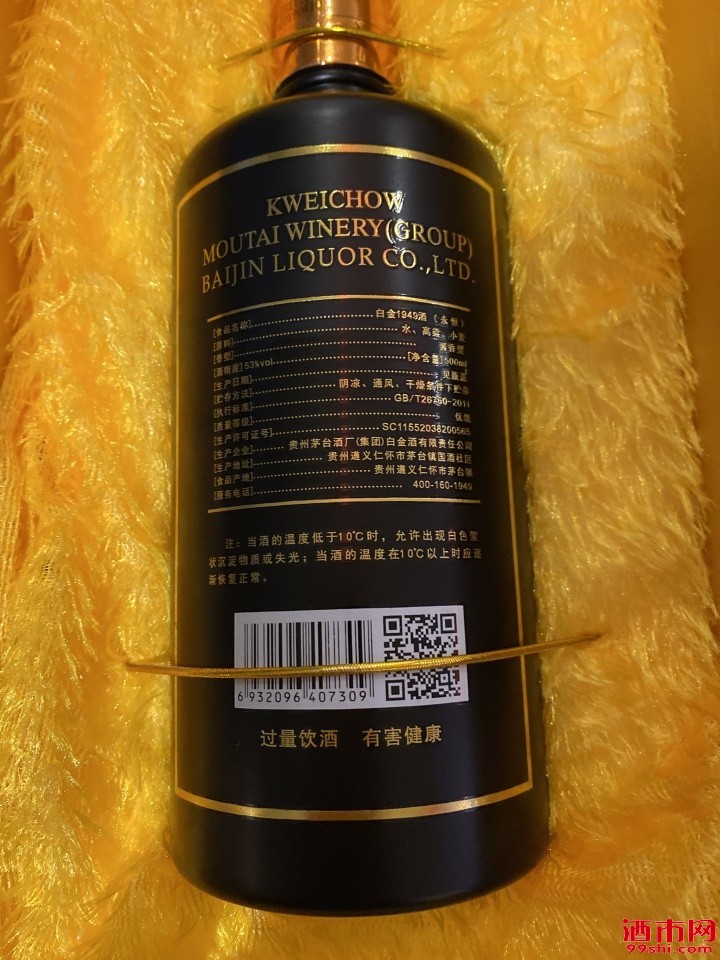 KWEICHOW
MOUTAI WINERY(GROUP)
BAIJIN LIQUOR CO.,LTD.
[食品名称]............白金1949酒(永恒)
[原料]............水、高粱、小麦
[香型]............酱香型
[酒精度]53%vol............[净含量]500ml
[生产日期]............见瓶盖
[贮存方法]............阴凉、通风、干燥条件下贮存
[执行标准]............GB/T26760-2011
[质量等级]............优级
[生产许可证号]............SC11552038200565
[生产企业]............贵州茅台酒厂(集团)白金酒有限责任公司
[生产地址]............贵州遵义仁怀市茅台镇国酒社区
[食品产地]............贵州遵义仁怀市茅台镇
[服务电话]............400-160-1949
注:当酒的温度低于10℃时,允许出现白色絮
状沉淀物质或失光;当酒的温度在10℃以上时应逐
渐恢复正常。
6 932096 407309
过量饮酒 有害健康
酒市网
99shi.com